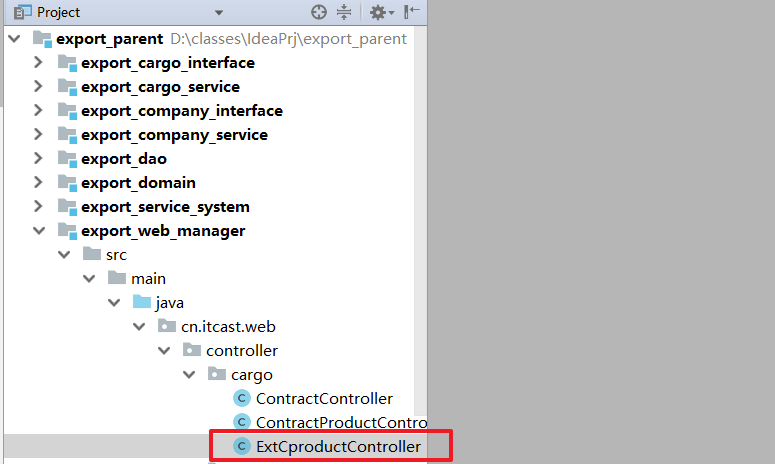 Project
export_parent D:\classes\IdeaPrj\export_parent
export_cargo_interface
export_cargo_service
export_company_interface
export_company_service
export_dao
export_domain
export_service_system
export_web_manager
src
main
java
cn.itcast.web
controller
cargo
C ContractController
C ContractProductContro
C ExtCproductController